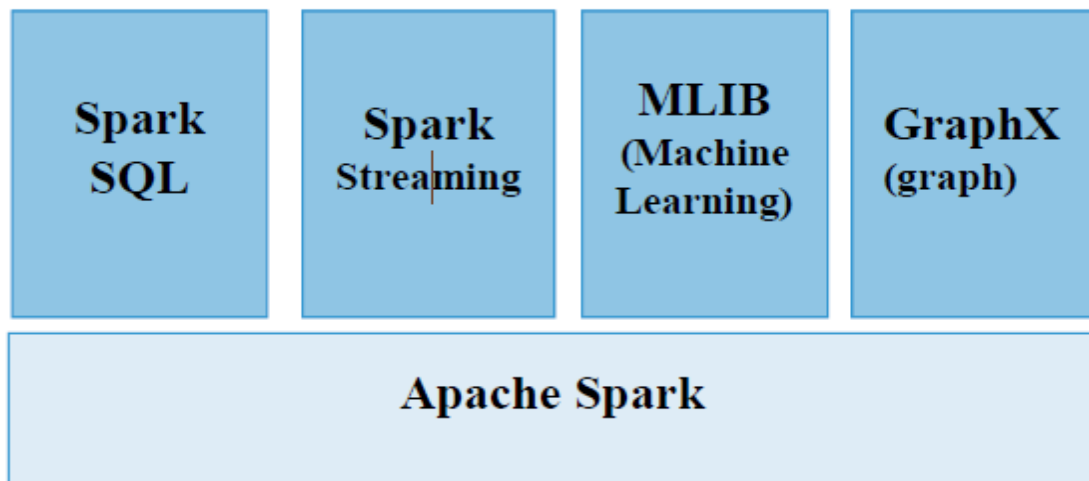 Spark
SQL
Spark
Streaming
MLIB
(Machine
Learning)
GraphX
(graph)
Apache Spark